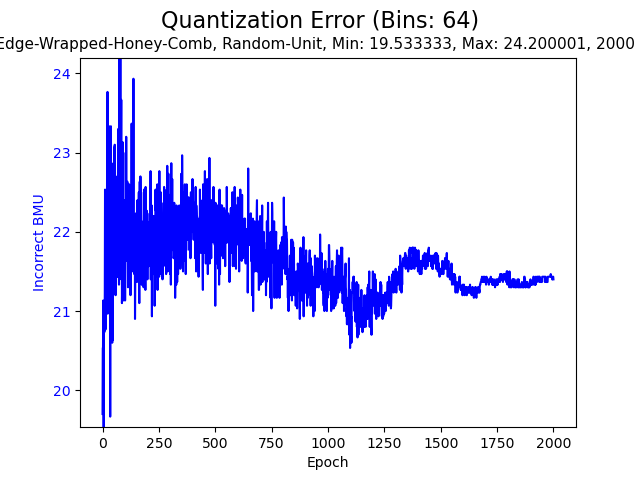 Quantization Error (Bins: 64)
Edge-Wrapped-Honey-Comb, Random-Unit, Min: 19.533333, Max: 24.200001, 2000
24
23
22
21
20
Incorrect BMU
0 250 500 750 1000 1250 1500 1750 2000
Epoch